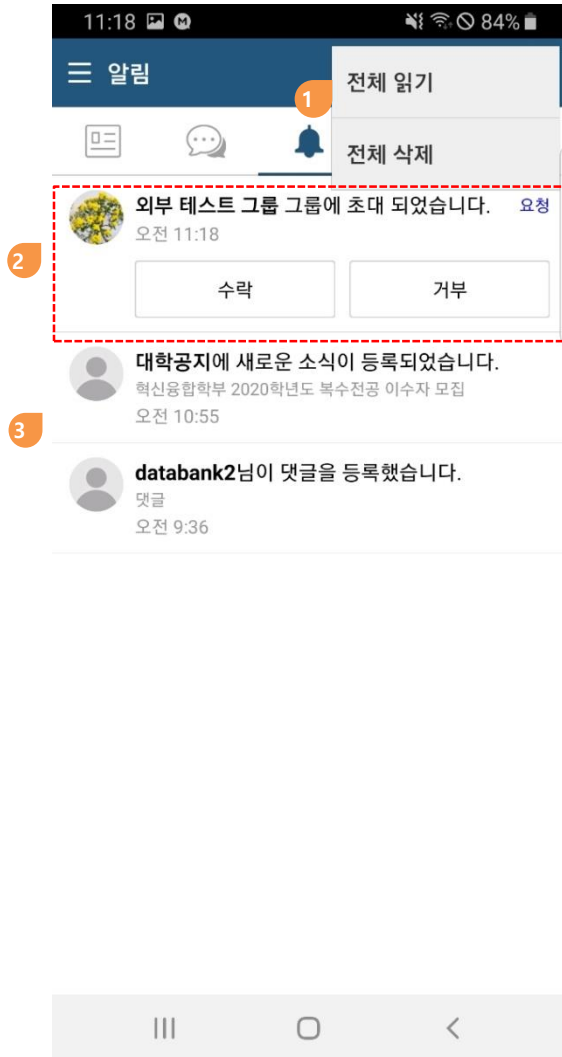 11:18 M 84%
알림
1
전체 읽기
전체 삭제
2
외부 테스트 그룹 그룹에 초대 되었습니다. 요청
오전 11:18
수락 거부
대학공지에 새로운 소식이 등록되었습니다.
혁신융합학부 2020학년도 복수전공 이수자 모집
오전 10:55
3
databank2님이 댓글을 등록했습니다.
댓글
오전 9:36